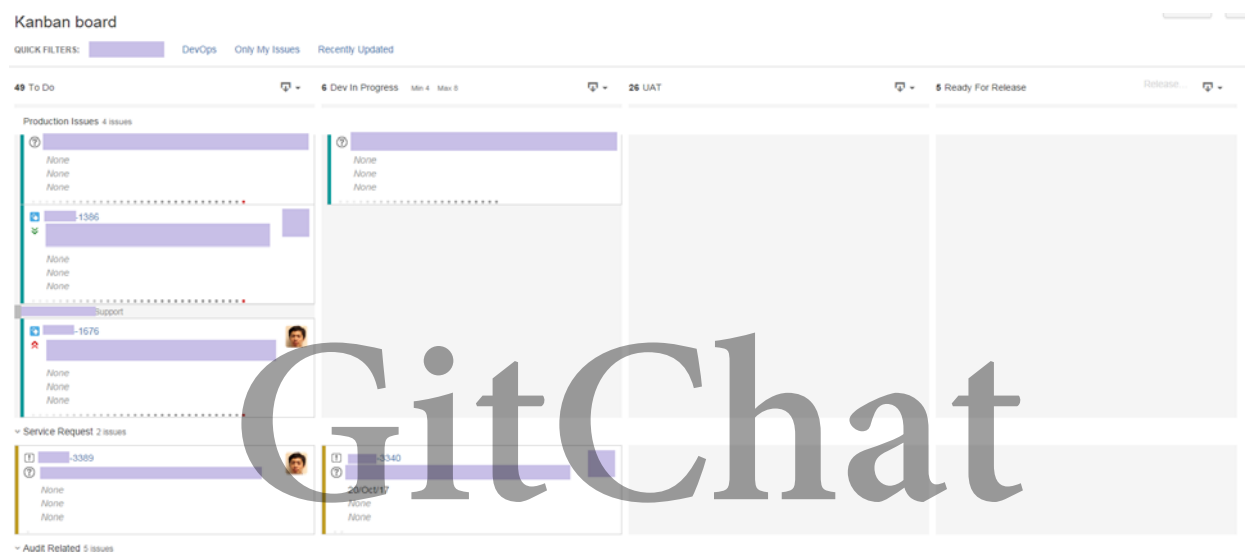 Kanban board
QUICK FILTERS: DevOps Only My Issues Recently Updated
49 To Do 6 Dev In Progress Min 4 Max 8 26 UAT 5 Ready For Release Release...
Production Issues 4 issues
None None
None None
None None
-1386
None
None
None
Support
-1676
None
None
None
GitChat
Service Request 2 issues
-3389 -3340
None 20/Oct/17
None None
None None
Audit Related 5 issues